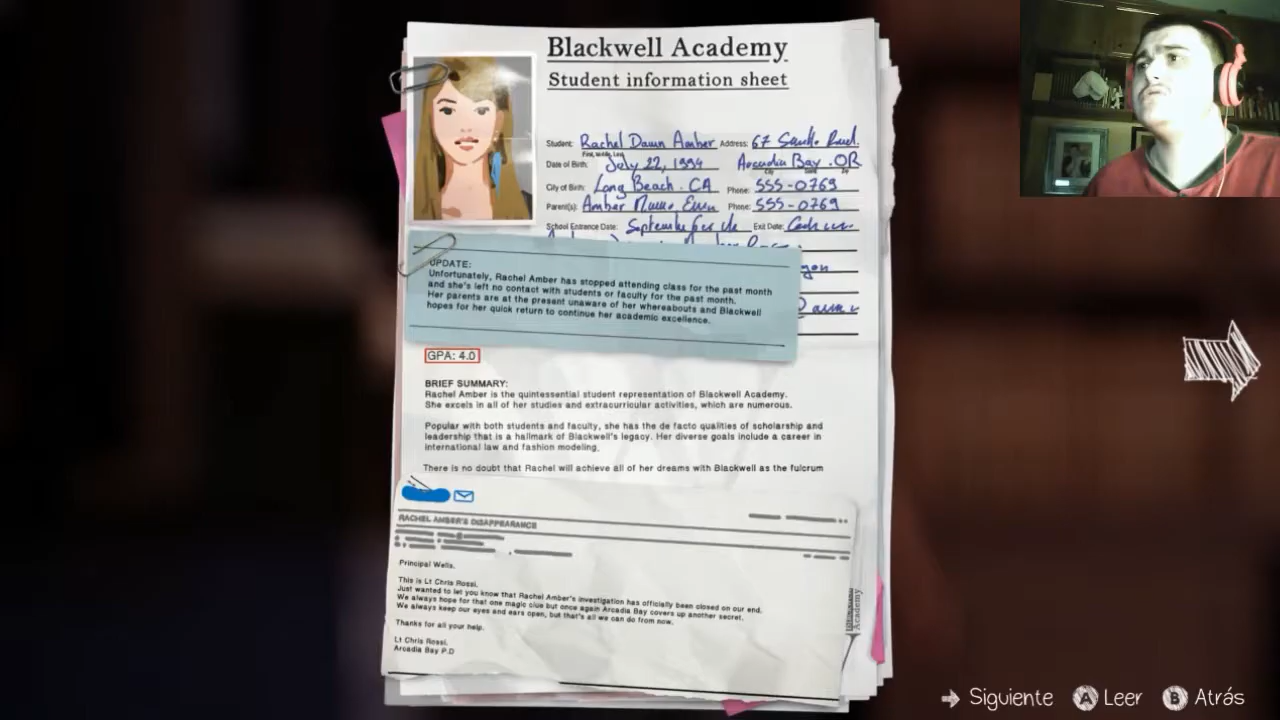 Blackwell Academy
Student information sheet
Student: Rachel Dawn Amber Address: 67
First, Middle, Last
Date of Birth: July 22, 1994 Arcadia Bay . OR
City of Birth: Long Beach . CA Phone: 555-0769
Parent(s): Amber Phone: 555-0769
School Entrance Date: Exit Date:
UPDATE:
Unfortunately, Rachel Amber has stopped attending class for the past month
and she's left no contact with students or faculty for the past month.
Her parents are at the present unaware of her whereabouts and Blackwell
hopes for her quick return to continue her academic excellence.
GPA: 4.0
BRIEF SUMMARY:
Rachel Amber is the quintessential student representation of Blackwell Academy.
She excels in all of her studies and extracurricular activities, which are numerous.
Popular with both students and faculty, she has the de facto qualities of scholarship and
leadership that is a hallmark of Blackwell's legacy. Her diverse goals include a career in
international law and fashion modeling.
There is no doubt that Rachel will achieve all of her dreams with Blackwell as the fulcrum
RACHEL AMBER'S DISAPPEARANCE
Principal Wells.
This is Lt Chris Rossi.
Just wanted to let you know that Rachel Amber's investigation has officially been closed on our end.
We always hope for that one magic clue but once again Arcadia Bay covers up another secret.
We always keep our eyes and ears open, but that's all we can do from now.
Thanks for all your help.
Lt Chris Rossi.
Arcadia Bay P.D
Academy
Siguiente A Leer B Atrás